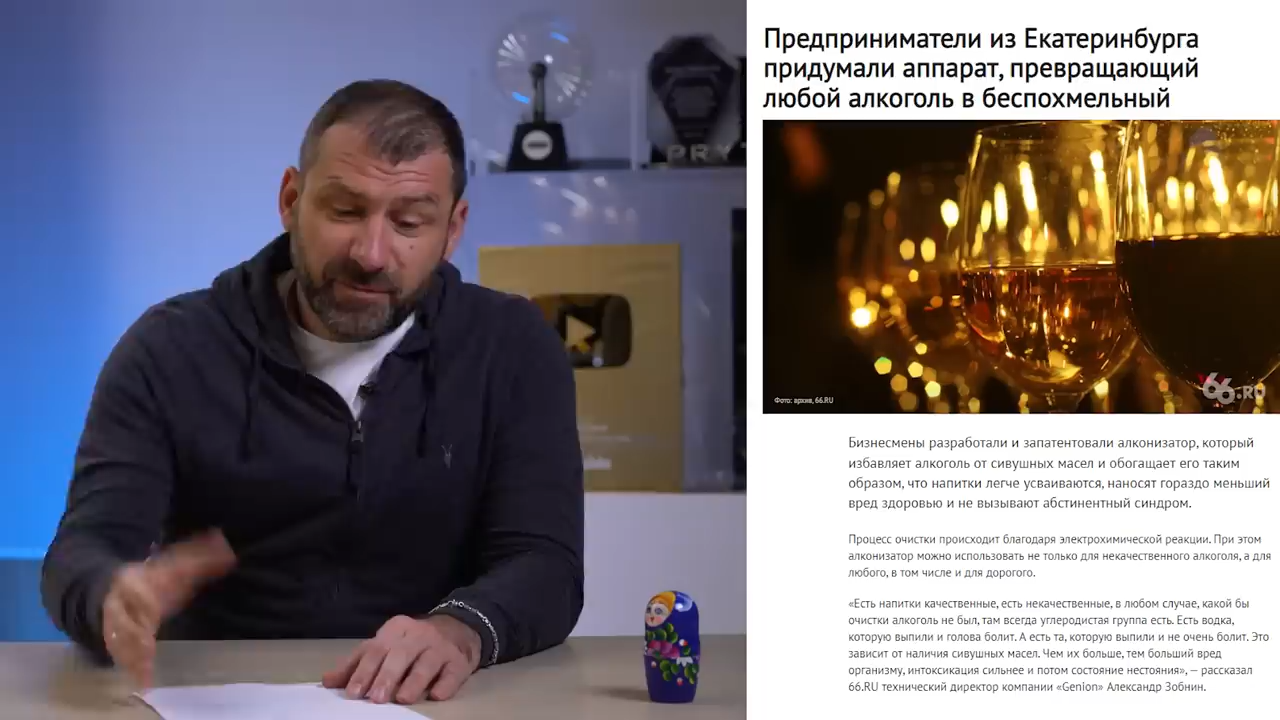 PRYT
Предприниматели из Екатеринбурга
придумали аппарат, превращающий
любой алкоголь в беспохмельный
Фото: архив, 66.RU
66.RU
Бизнесмены разработали и запатентовали алконизатор, который
избавляет алкоголь от сивушных масел и обогащает его таким
образом, что напитки легче усваиваются, наносят гораздо меньший
вред здоровью и не вызывают абстинентный синдром.
Процесс очистки происходит благодаря электрохимической реакции. При этом
алконизатор можно использовать не только для некачественного алкоголя, а для
любого, в том числе и для дорогого.
«Есть напитки качественные, есть некачественные, в любом случае, какой бы
очистки алкоголь не был, там всегда углеродистая группа есть. Есть водка,
которую выпили и голова болит. А есть та, которую выпили и не очень болит. Это
зависит от наличия сивушных масел. Чем их больше, тем больший вред
организму, интоксикация сильнее и потом состояние нестояния», — рассказал
66.RU технический директор компании «Genion» Александр Зобнин.